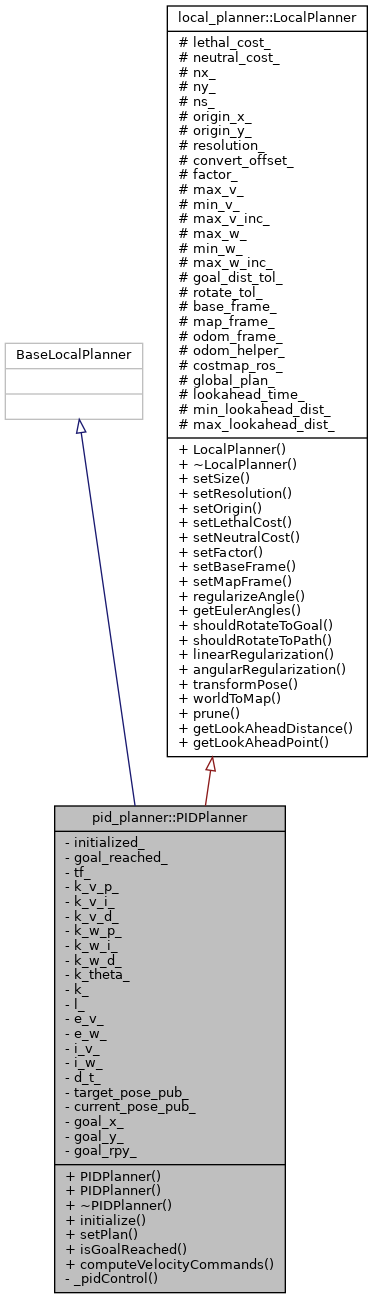 local_planner::LocalPlanner
# lethal_cost_
# neutral_cost_
# nx_
# ny_
# ns_
# origin_x_
# origin_y_
# resolution_
# convert_offset_
# factor_
# max_v_
# min_v_
# max_v_inc_
# max_w_
# min_w_
# max_w_inc_
# goal_dist_tol_
# rotate_tol_
# base_frame_
# map_frame_
# odom_frame_
# odom_helper_
# costmap_ros_
# global_plan_
# lookahead_time_
# min_lookahead_dist_
# max_lookahead_dist_
+ LocalPlanner()
+ ~LocalPlanner()
+ setSize()
+ setResolution()
+ setOrigin()
+ setLethalCost()
+ setNeutralCost()
+ setFactor()
+ setBaseFrame()
+ setMapFrame()
+ regularizeAngle()
+ getEulerAngles()
+ shouldRotateToGoal()
+ shouldRotateToPath()
+ linearRegularization()
+ angularRegularization()
+ transformPose()
+ worldToMap()
+ prune()
+ getLookAheadDistance()
+ getLookAheadPoint()
BaseLocalPlanner
pid_planner::PIDPlanner
- initialized_
- goal_reached_
- tf_
- k_v_p_
- k_v_i_
- k_v_d_
- k_w_p_
- k_w_i_
- k_w_d_
- k_theta_
- k_
- l_
- e_v_
- e_w_
- i_v_
- i_w_
- d_t_
- target_pose_pub_
- current_pose_pub_
- goal_x_
- goal_y_
- goal_rpy_
+ PIDPlanner()
+ PIDPlanner()
+ ~PIDPlanner()
+ initialize()
+ setPlan()
+ isGoalReached()
+ computeVelocityCommands()
- _pidControl()